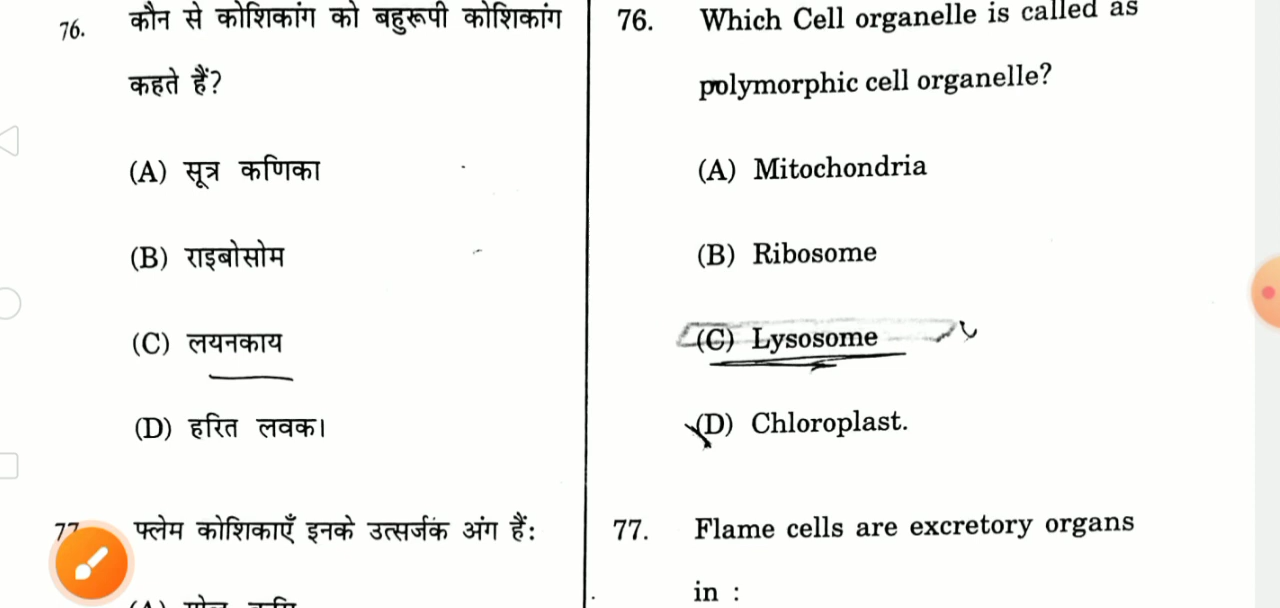 76. कौन से कोशिकांग को बहुरूपी कोशिकांग
कहते हैं?
(A) सूत्र कणिका
(B) राइबोसोम
(C) लयनकाय
(D) हरित लवक।
77. फ्लेम कोशिकाएँ इनके उत्सर्जक अंग हैं:
76. Which Cell organelle is called as
polymorphic cell organelle?
(A) Mitochondria
(B) Ribosome
(C) Lysosome
(D) Chloroplast.
77. Flame cells are excretory organs
in :